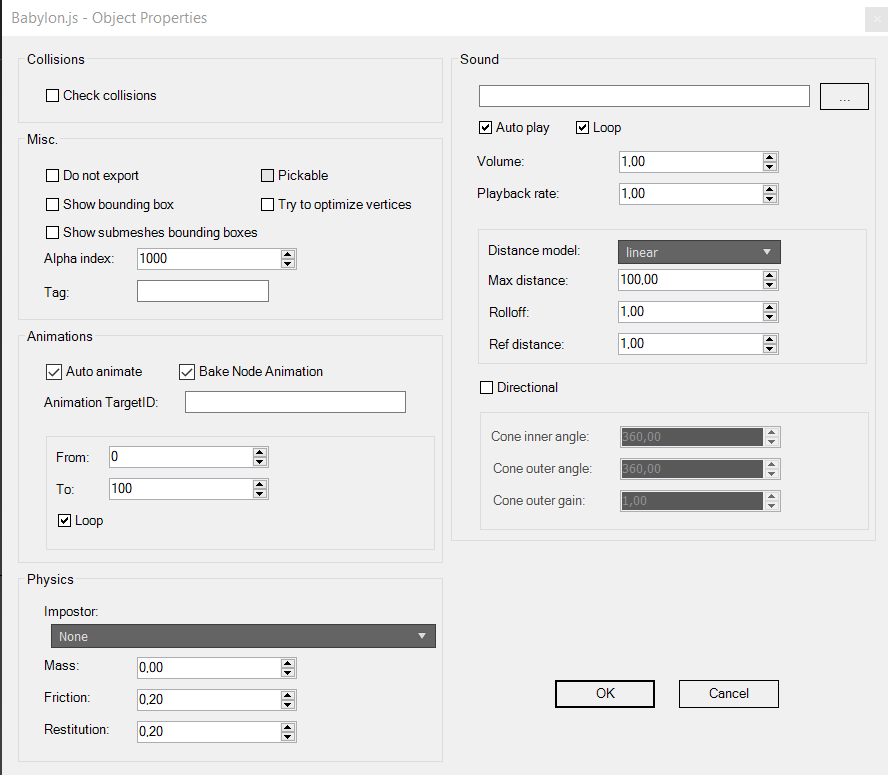 Babylon.js - Object Properties
Collisions
Check collisions
Misc.
Do not export
Pickable
Show bounding box
Try to optimize vertices
Show submeshes bounding boxes
Alpha index:
1000
Tag:
Animations
Auto animate
Bake Node Animation
Animation TargetID:
From:
0
To:
100
Loop
Physics
Impostor:
None
Mass:
0,00
Friction:
0,20
Restitution:
0,20
Sound
...
Auto play
Loop
Volume:
1,00
Playback rate:
1,00
Distance model:
linear
Max distance:
100,00
Rolloff:
1,00
Ref distance:
1,00
Directional
Cone inner angle:
360,00
Cone outer angle:
360,00
Cone outer gain:
1,00
OK
Cancel